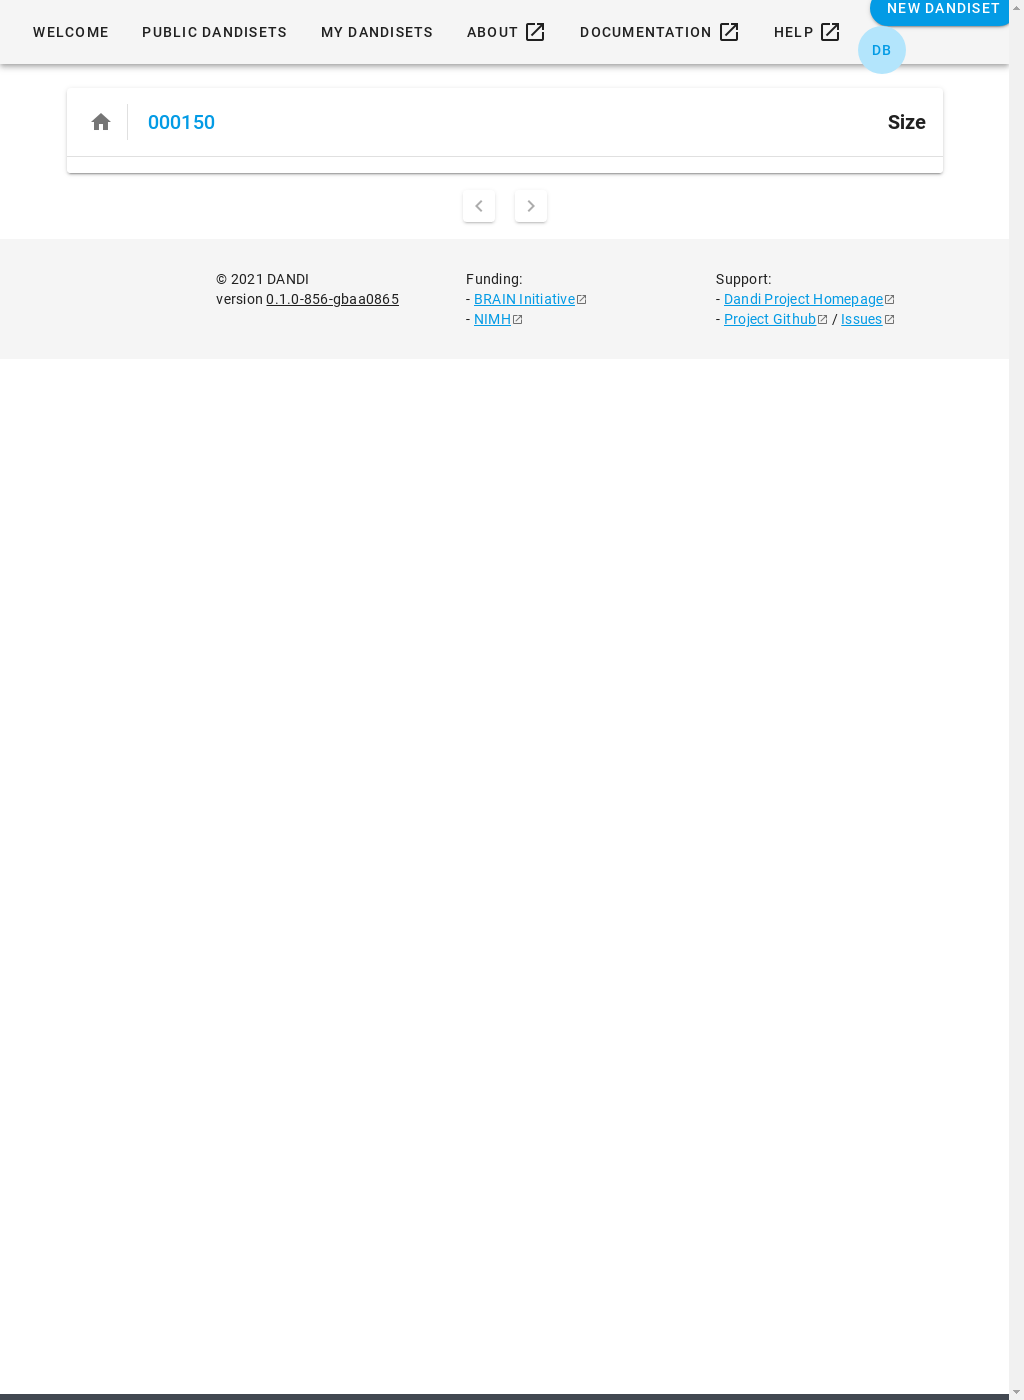 NEW DANDISET
WELCOME PUBLIC DANDISETS MY DANDISETS ABOUT DOCUMENTATION HELP
DB
000150 Size
© 2021 DANDI
version 0.1.0-856-gbaa0865
Funding:
- BRAIN Initiative
- NIMH
Support:
- Dandi Project Homepage
- Project Github / Issues